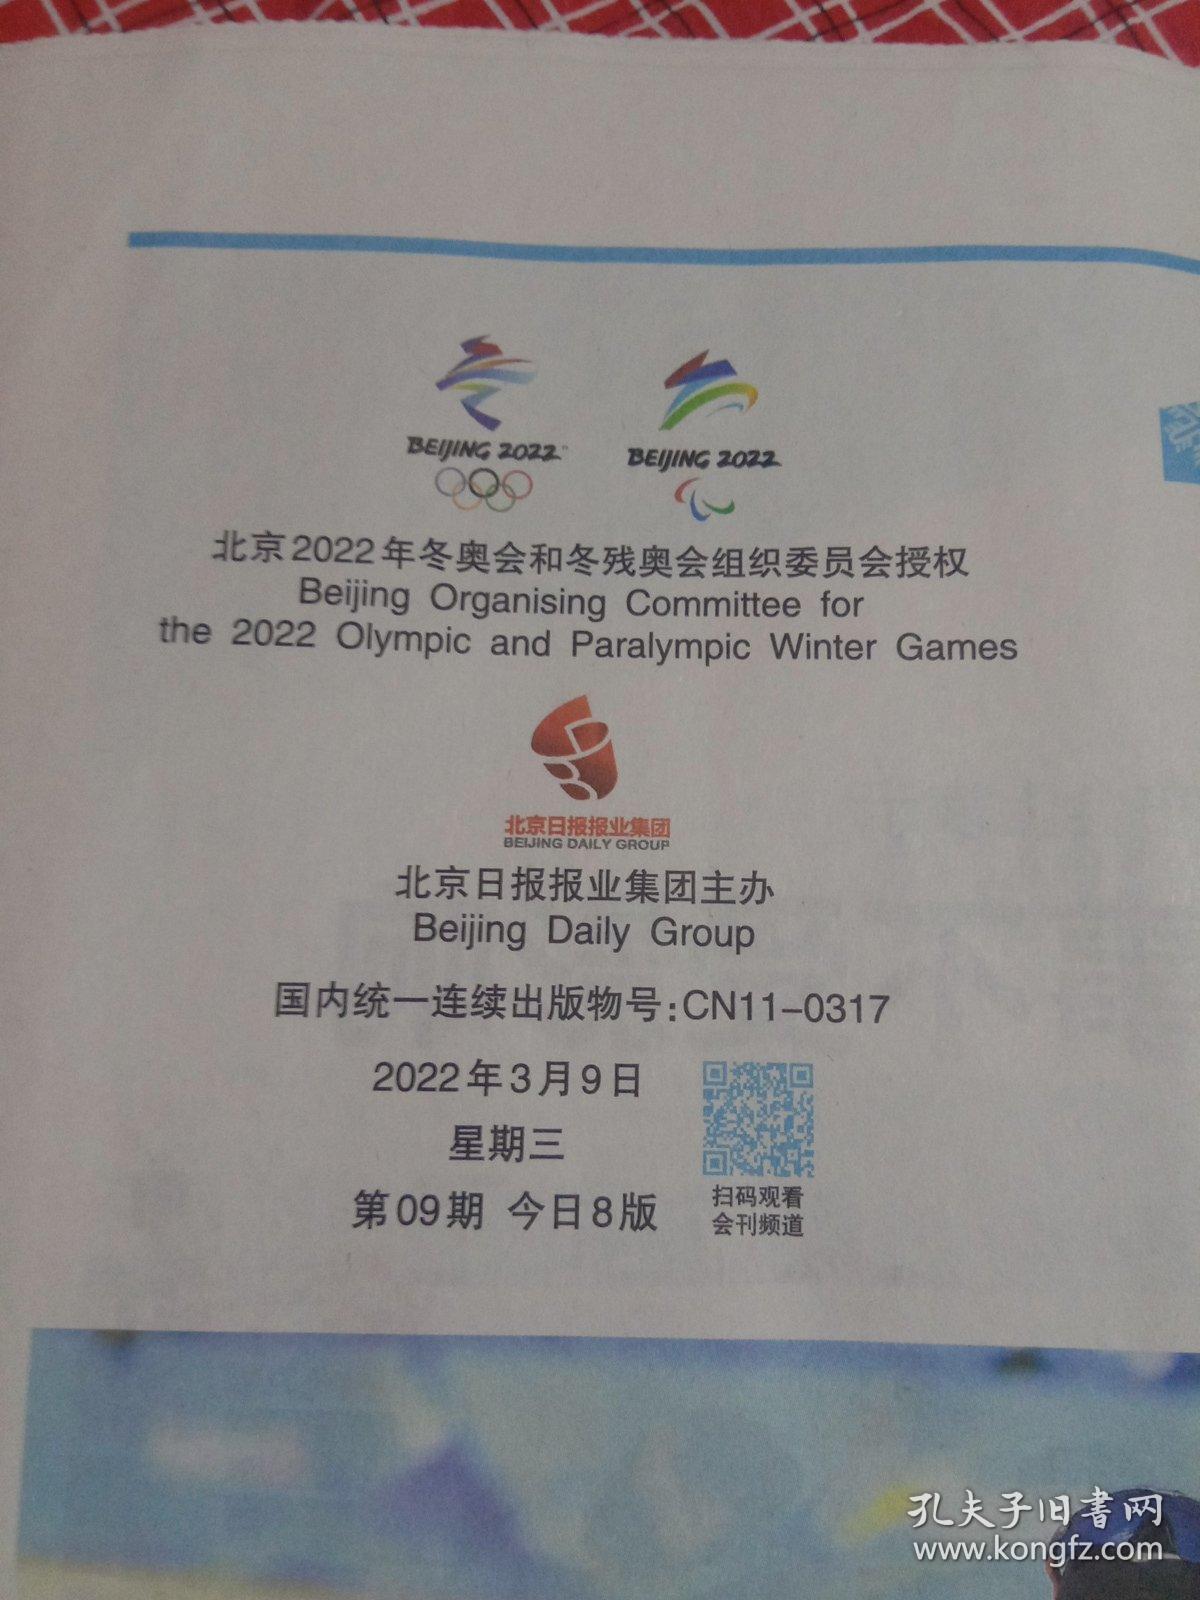 BEIJING 2022™
BEIJING 2022
北京2022年冬奥会和冬残奥会组织委员会授权
Beijing Organising Committee for
the 2022 Olympic and Paralympic Winter Games
北京日报报业集团
BEIJING DAILY GROUP
北京日报报业集团主办
Beijing Daily Group
国内统一连续出版物号:CN11-0317
2022年3月9日
星期三
第09期 今日8版
扫码观看
会刊频道
孔夫子旧书网
www.kongfz.com